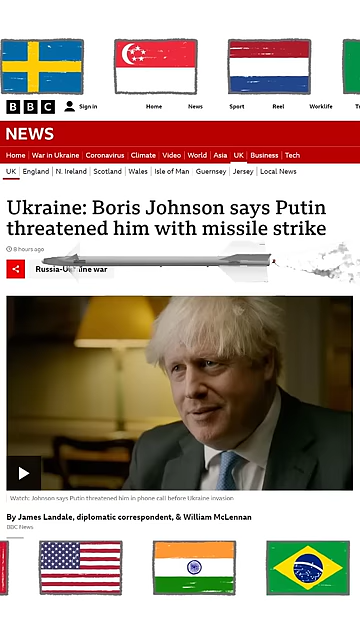 BBC
Sign in
Home
News
Sport
Reel
Worklife
NEWS
Home | War in Ukraine | Coronavirus | Climate | Video | World | Asia | UK | Business | Tech
UK | England | N. Ireland | Scotland | Wales | Isle of Man | Guernsey | Jersey | Local News
Ukraine: Boris Johnson says Putin
threatened him with missile strike
8 hours ago
Russia-Ukraine war
Watch: Johnson says Putin threatened him in phone call before Ukraine invasion
By James Landale, diplomatic correspondent, & William McLennan
BBC News